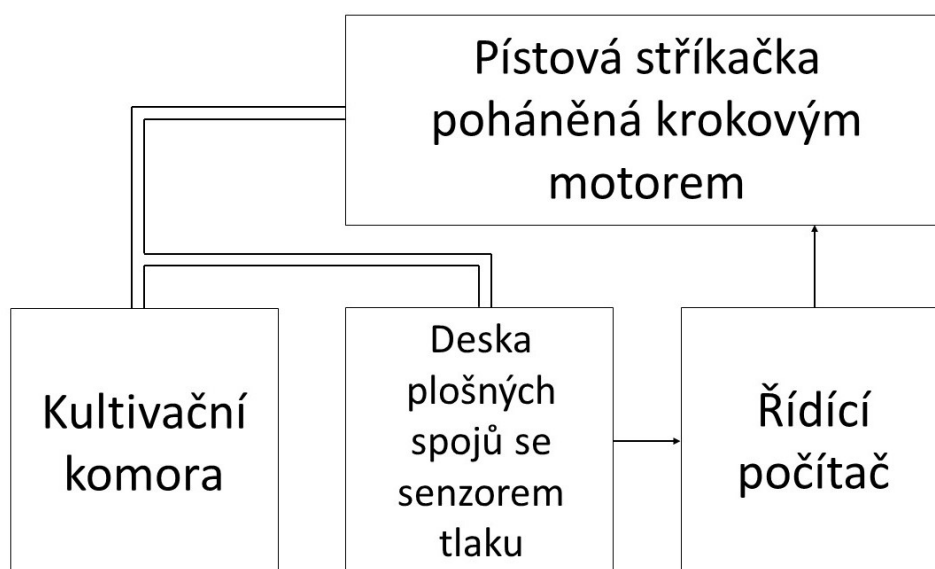 Pístová stříkačka
poháněná krokovým
motorem
Kultivační
komora
Deska
plošných
spojů se
senzorem
tlaku
Řídící
počítač